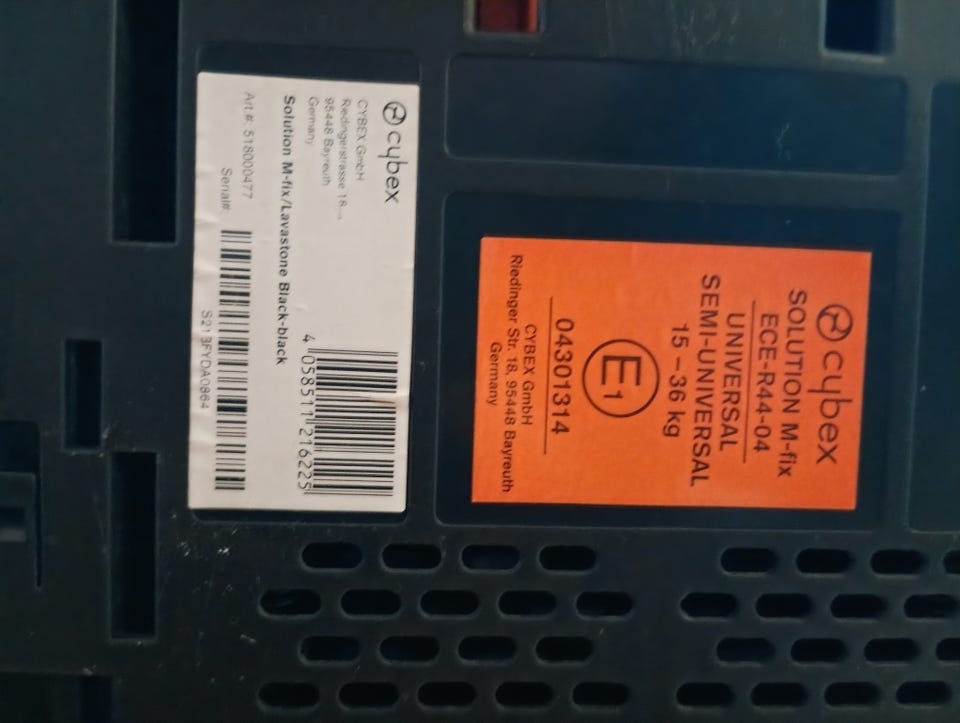 cybex
CYBEX GmbH
Riedingerstrasse 18
95448 Bayreuth
Germany
Solution M-fix/Lavastone Black-black
4 058511 216225
Art #: 518000477
Serial#:
S213FYDA0864
cybex
SOLUTION M-fix
ECE-R44-04
UNIVERSAL
SEMI-UNIVERSAL
15 – 36 kg
E1
04301314
CYBEX GmbH
Riedinger Str. 18, 95448 Bayreuth
Germany